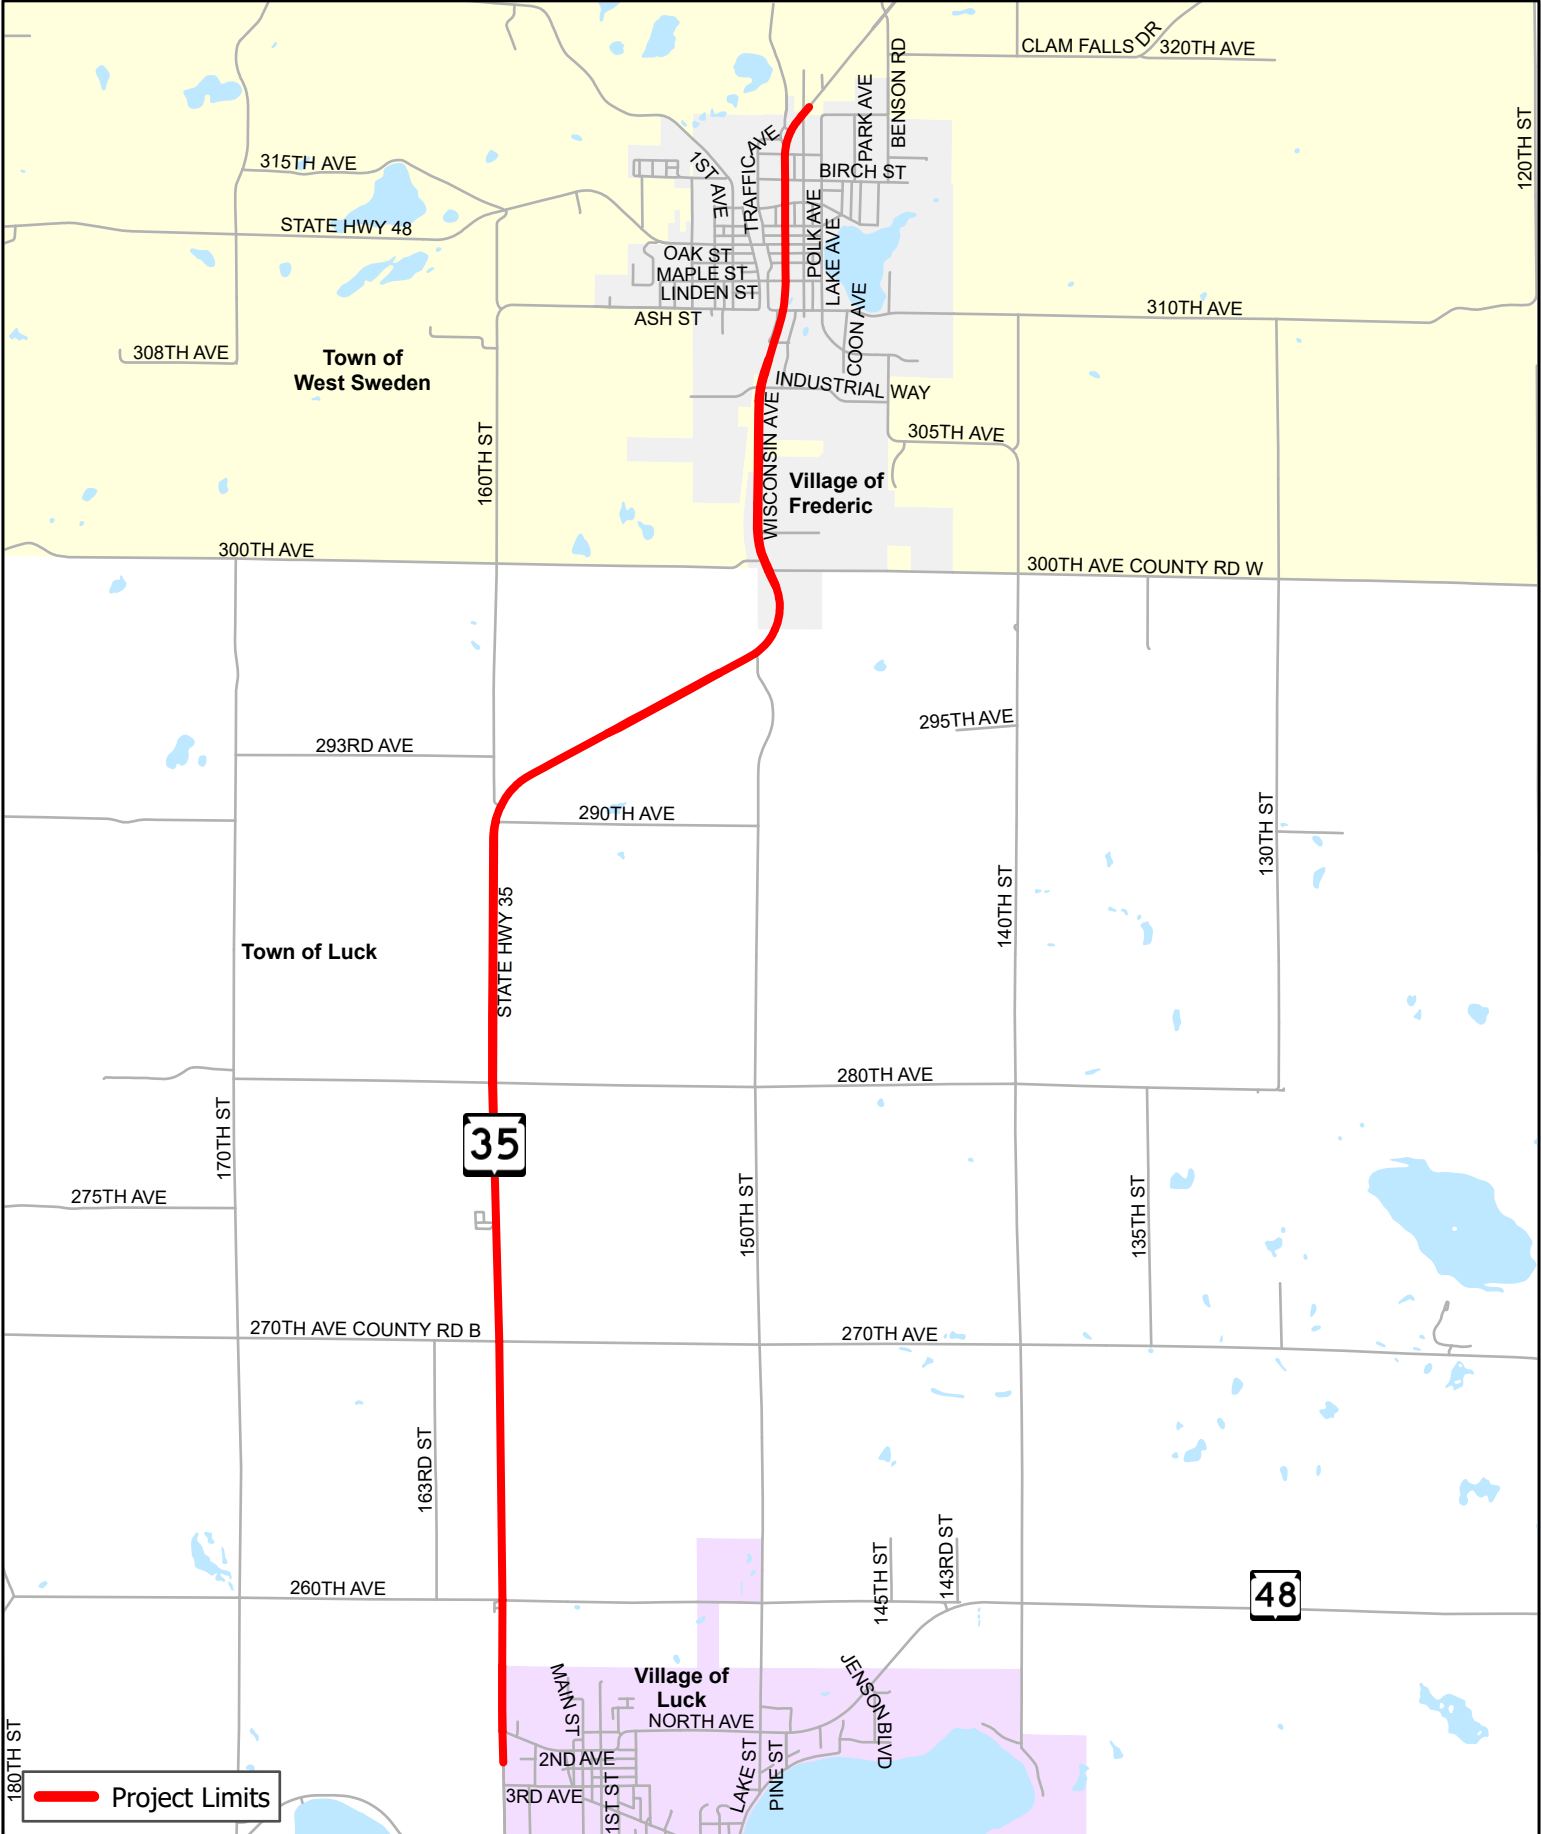 CLAM FALLS DR
320TH AVE
BENSON RD
PARK AVE
120TH ST
TRAFFIC AVE
1ST AVE
BIRCH ST
315TH AVE
STATE HWY 48
POLK AVE
LAKE AVE
OAK ST
MAPLE ST
LINDEN ST
ASH ST
COON AVE
310TH AVE
308TH AVE
Town of
West Sweden
INDUSTRIAL WAY
WISCONSIN AVE
305TH AVE
160TH ST
Village of
Frederic
300TH AVE
300TH AVE COUNTY RD W
295TH AVE
293RD AVE
290TH AVE
130TH ST
140TH ST
STATE HWY 35
Town of Luck
280TH AVE
170TH ST
35
275TH AVE
150TH ST
135TH ST
270TH AVE COUNTY RD B
270TH AVE
163RD ST
145TH ST
143RD ST
260TH AVE
48
Village of
Luck
MAIN ST
JENSON BLVD
NORTH AVE
2ND AVE
LAKE ST
PINE ST
3RD AVE
1ST ST
180TH ST
Project Limits